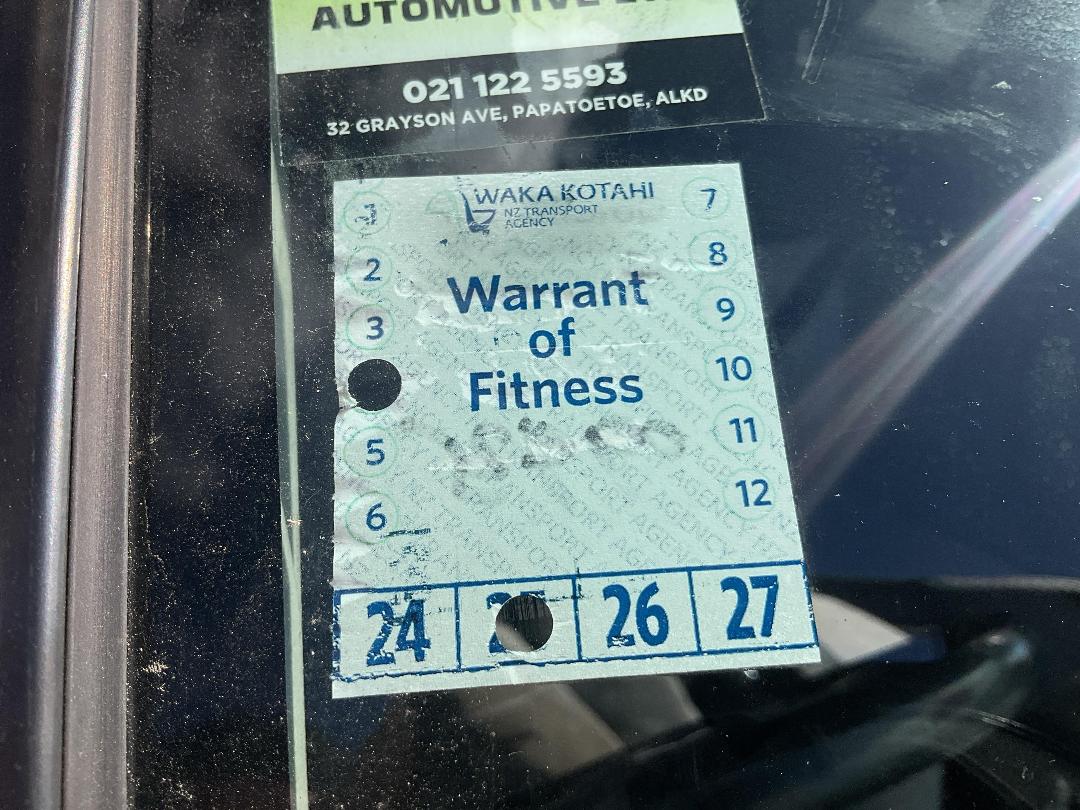 AUTOMOTIVE
021 122 5593
32 GRAYSON AVE, PAPATOETOE, ALKD
WAKA KOTAHI
NZ TRANSPORT
AGENCY
Warrant
of
Fitness
1
2
3
5
6
7
8
9
10
11
12
24
26
27